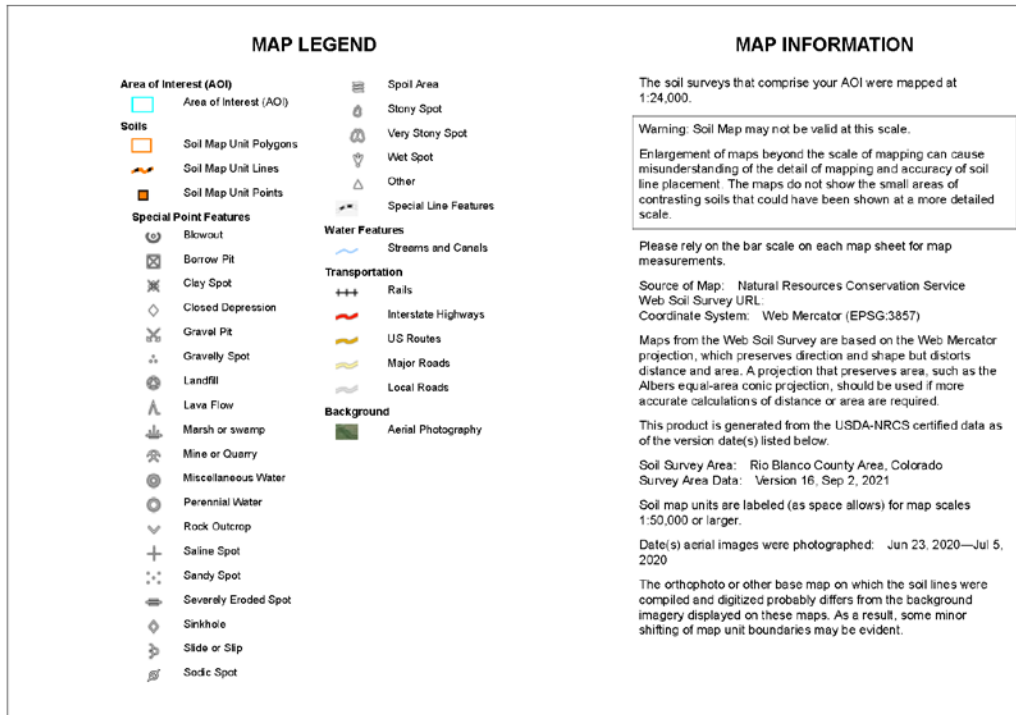 MAP LEGEND
Area of Interest (AOI)
Area of Interest (AOI)
Soils
Soil Map Unit Polygons
Soil Map Unit Lines
Soil Map Unit Points
Special Point Features
Blowout
Borrow Pit
Clay Spot
Closed Depression
Gravel Pit
Gravelly Spot
Landfill
Lava Flow
Marsh or swamp
Mine or Quarry
Miscellaneous Water
Perennial Water
Rock Outcrop
Saline Spot
Sandy Spot
Severely Eroded Spot
Sinkhole
Slide or Slip
Sodic Spot
Spoil Area
Stony Spot
Very Stony Spot
Wet Spot
Other
Special Line Features
Water Features
Streams and Canals
Transportation
Rails
Interstate Highways
US Routes
Major Roads
Local Roads
Background
Aerial Photography
MAP INFORMATION
The soil surveys that comprise your AOI were mapped at
1:24,000.
Warning: Soil Map may not be valid at this scale.
Enlargement of maps beyond the scale of mapping can cause
misunderstanding of the detail of mapping and accuracy of soil
line placement. The maps do not show the small areas of
contrasting soils that could have been shown at a more detailed
scale.
Please rely on the bar scale on each map sheet for map
measurements.
Source of Map: Natural Resources Conservation Service
Web Soil Survey URL:
Coordinate System: Web Mercator (EPSG:3857)
Maps from the Web Soil Survey are based on the Web Mercator
projection, which preserves direction and shape but distorts
distance and area. A projection that preserves area, such as the
Albers equal-area conic projection, should be used if more
accurate calculations of distance or area are required.
This product is generated from the USDA-NRCS certified data as
of the version date(s) listed below.
Soil Survey Area: Rio Blanco County Area, Colorado
Survey Area Data: Version 16, Sep 2, 2021
Soil map units are labeled (as space allows) for map scales
1:50,000 or larger.
Date(s) aerial images were photographed: Jun 23, 2020—Jul 5,
2020
The orthophoto or other base map on which the soil lines were
compiled and digitized probably differs from the background
imagery displayed on these maps. As a result, some minor
shifting of map unit boundaries may be evident.